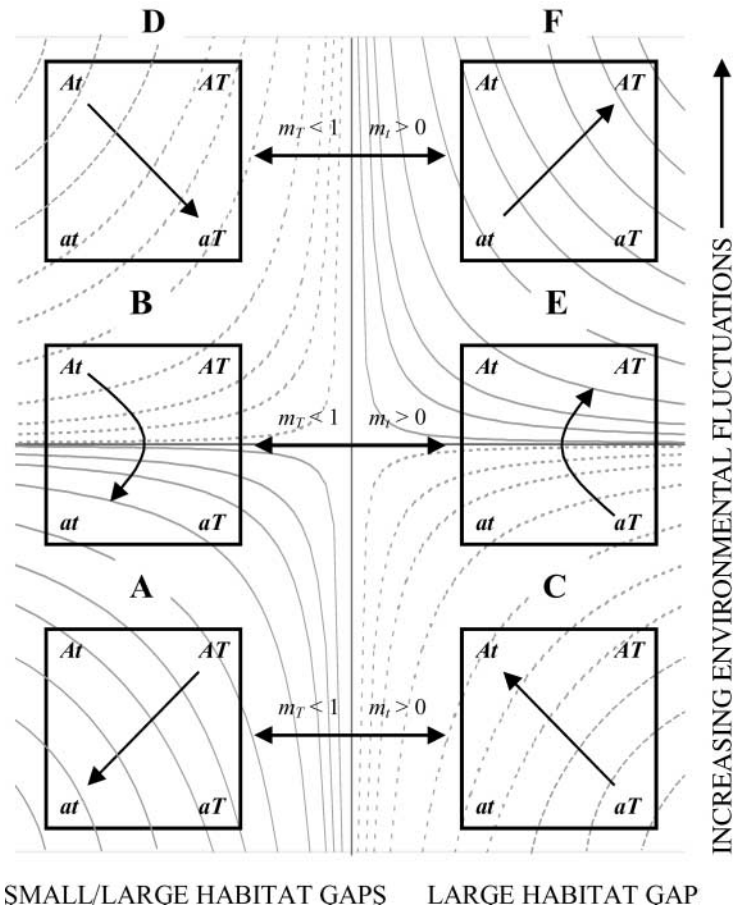 D F
At AT At AT
m_T < 1 m_t > 0
at aT at aT
B E
At AT At AT
m_T < 1 m_t > 0
at aT at aT
A C
At AT At AT
m_T < 1 m_t > 0
at aT at aT
INCREASING ENVIRONMENTAL FLUCTUATIONS
SMALL/LARGE HABITAT GAPS LARGE HABITAT GAP